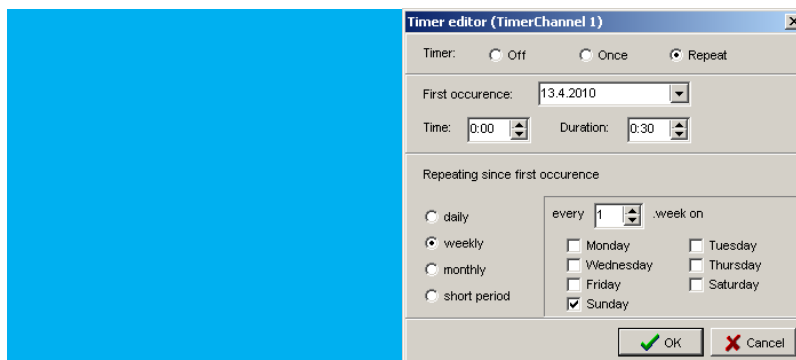 Timer editor (TimerChannel 1)
Timer: Off Once Repeat
First occurence: 13.4.2010
Time: 0:00 Duration: 0:30
Repeating since first occurence
daily
weekly
monthly
short period
every 1 .week on
Monday Tuesday
Wednesday Thursday
Friday Saturday
Sunday
OK Cancel